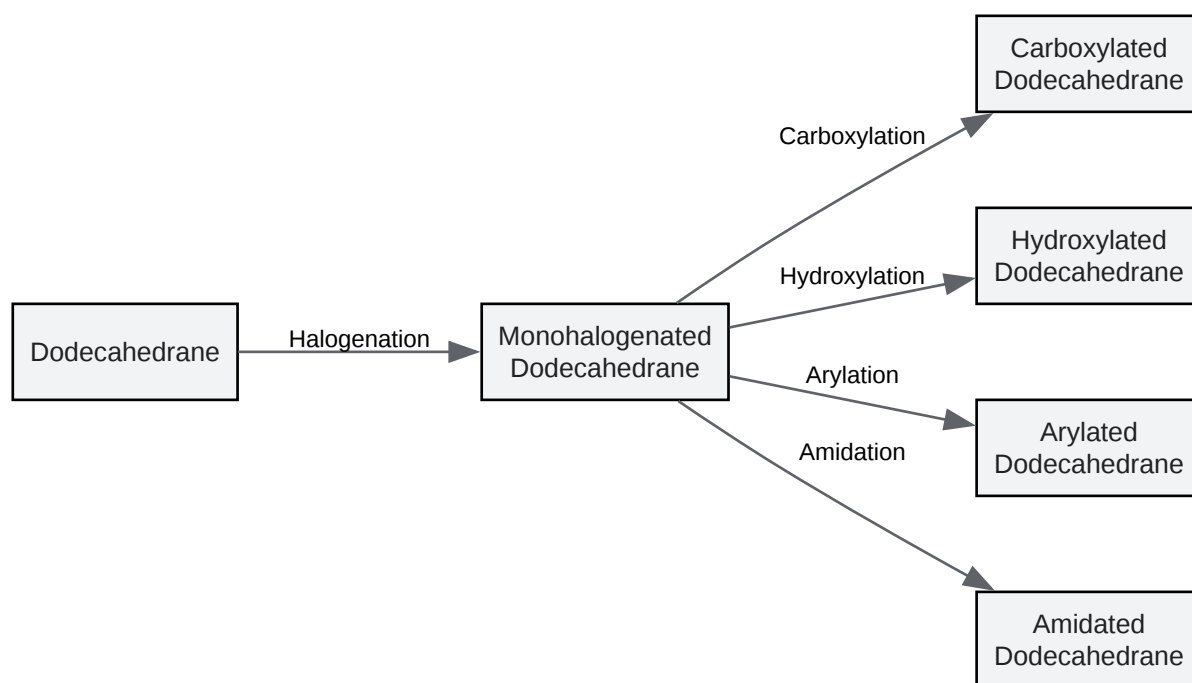 Carboxylated
Dodecahedrane
Carboxylation
Hydroxylated
Dodecahedrane
Hydroxylation
Dodecahedrane
Halogenation
Monohalogenated
Dodecahedrane
Arylation
Arylated
Dodecahedrane
Amidation
Amidated
Dodecahedrane